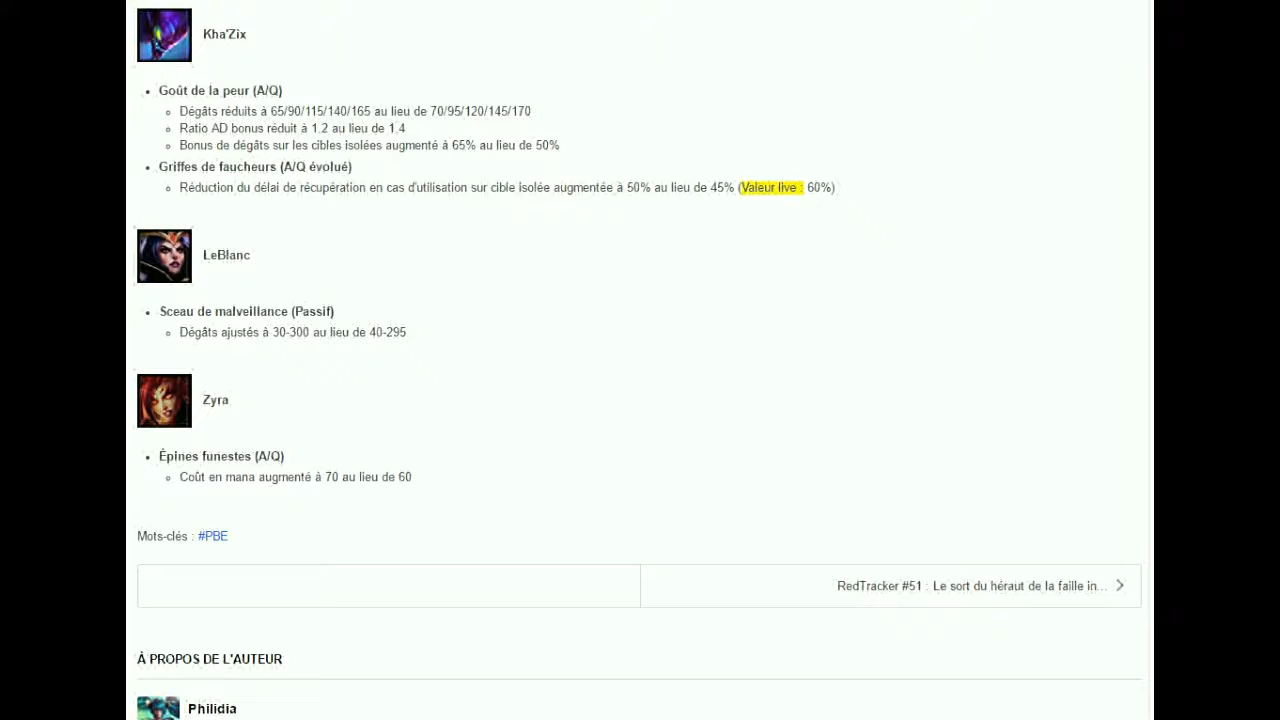 Kha'Zix
Goût de la peur (A/Q)
Dégâts réduits à 65/90/115/140/165 au lieu de 70/95/120/145/170
Ratio AD bonus réduit à 1.2 au lieu de 1.4
Bonus de dégâts sur les cibles isolées augmenté à 65% au lieu de 50%
Griffes de faucheurs (A/Q évolué)
Réduction du délai de récupération en cas d'utilisation sur cible isolée augmentée à 50% au lieu de 45% (Valeur live : 60%)
LeBlanc
Sceau de malveillance (Passif)
Dégâts ajustés à 30-300 au lieu de 40-295
Zyra
Épines funestes (A/Q)
Coût en mana augmenté à 70 au lieu de 60
Mots-clés : #PBE
RedTracker #51 : Le sort du héraut de la faille in...
À PROPOS DE L'AUTEUR
Philidia